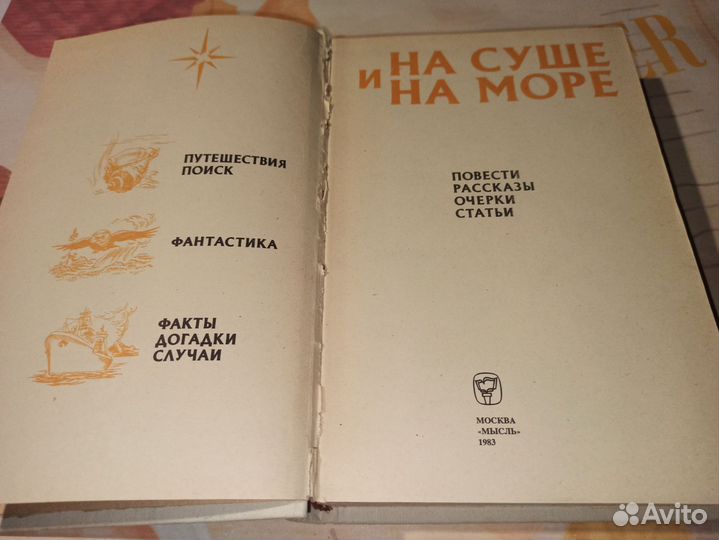 ПУТЕШЕСТВИЯ
ПОИСК
ФАНТАСТИКА
ФАКТЫ
ДОГАДКИ
СЛУЧАИ
НА СУШЕ
И НА МОРЕ
ПОВЕСТИ
РАССКАЗЫ
ОЧЕРКИ
СТАТЬИ
МОСКВА
«МЫСЛЬ»
1983
Avito